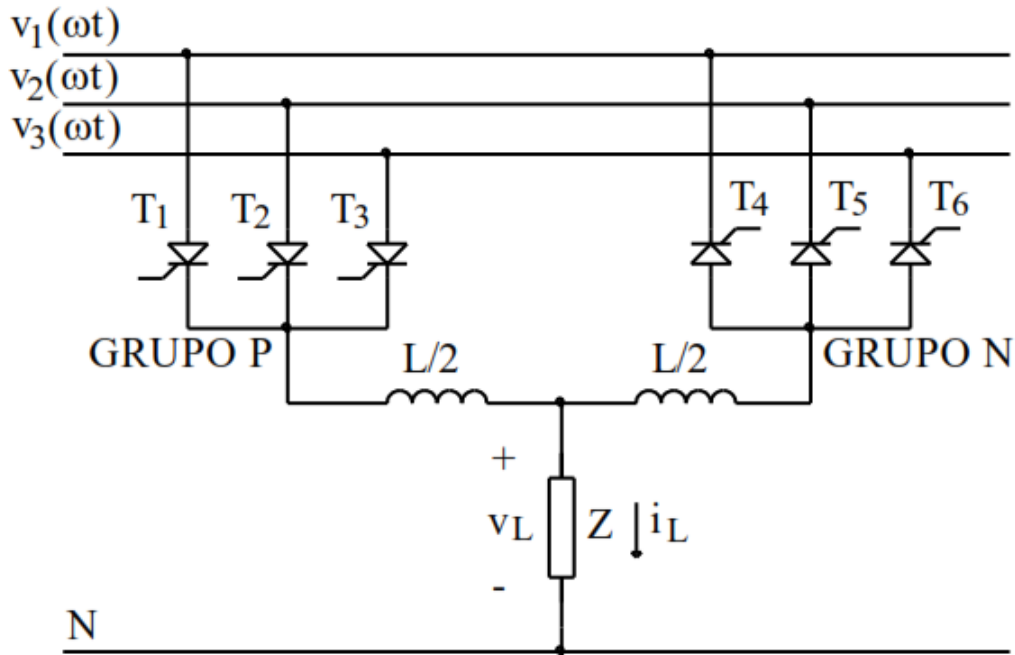 v1(ωt)
v2(ωt)
v3(ωt)
T1 T2 T3 T4 T5 T6
GRUPO P GRUPO N
L/2 L/2
+
vL Z iL
-
N